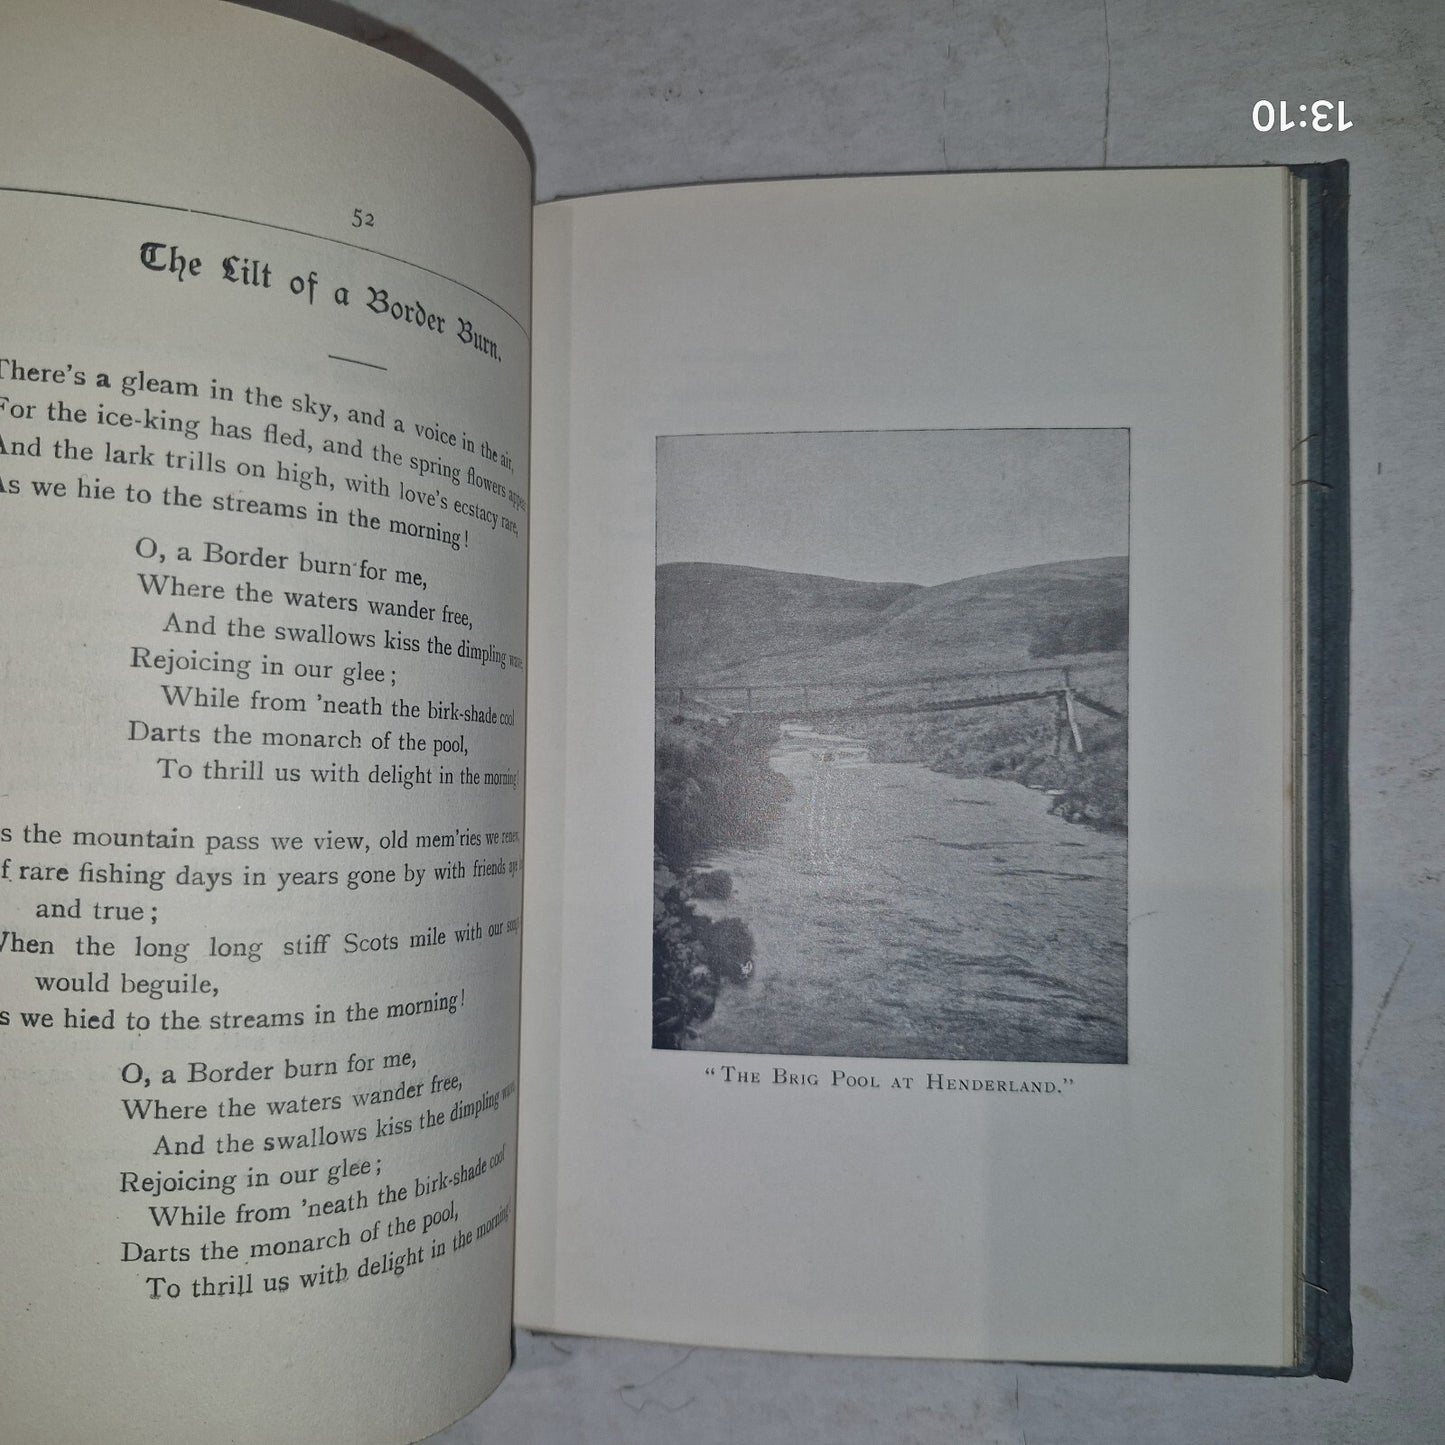 52
The Lilt of a Border Burn.
There's a gleam in the sky, and a voice in the air,
For the ice-king has fled, and the spring flowers
And the lark trills on high, with love's ecstacy rare,
As we hie to the streams in the morning!
O, a Border burn for me,
Where the waters wander free,
And the swallows kiss the dimpling wave,
Rejoicing in our glee;
While from 'neath the birk-shade cool
Darts the monarch of the pool,
To thrill us with delight in the morning!
the mountain pass we view, old mem'ries we
rare fishing days in years gone by with friends
and true;
When the long long stiff Scots mile with our
would beguile,
we hied to the streams in the morning!
O, a Border burn for me,
Where the waters wander free,
And the swallows kiss the dimpling
Rejoicing in our glee;
While from 'neath the birk-shade cool
Darts the monarch of the pool,
To thrill us with delight in the morning!
"The Brig Pool at Henderland."
13:10